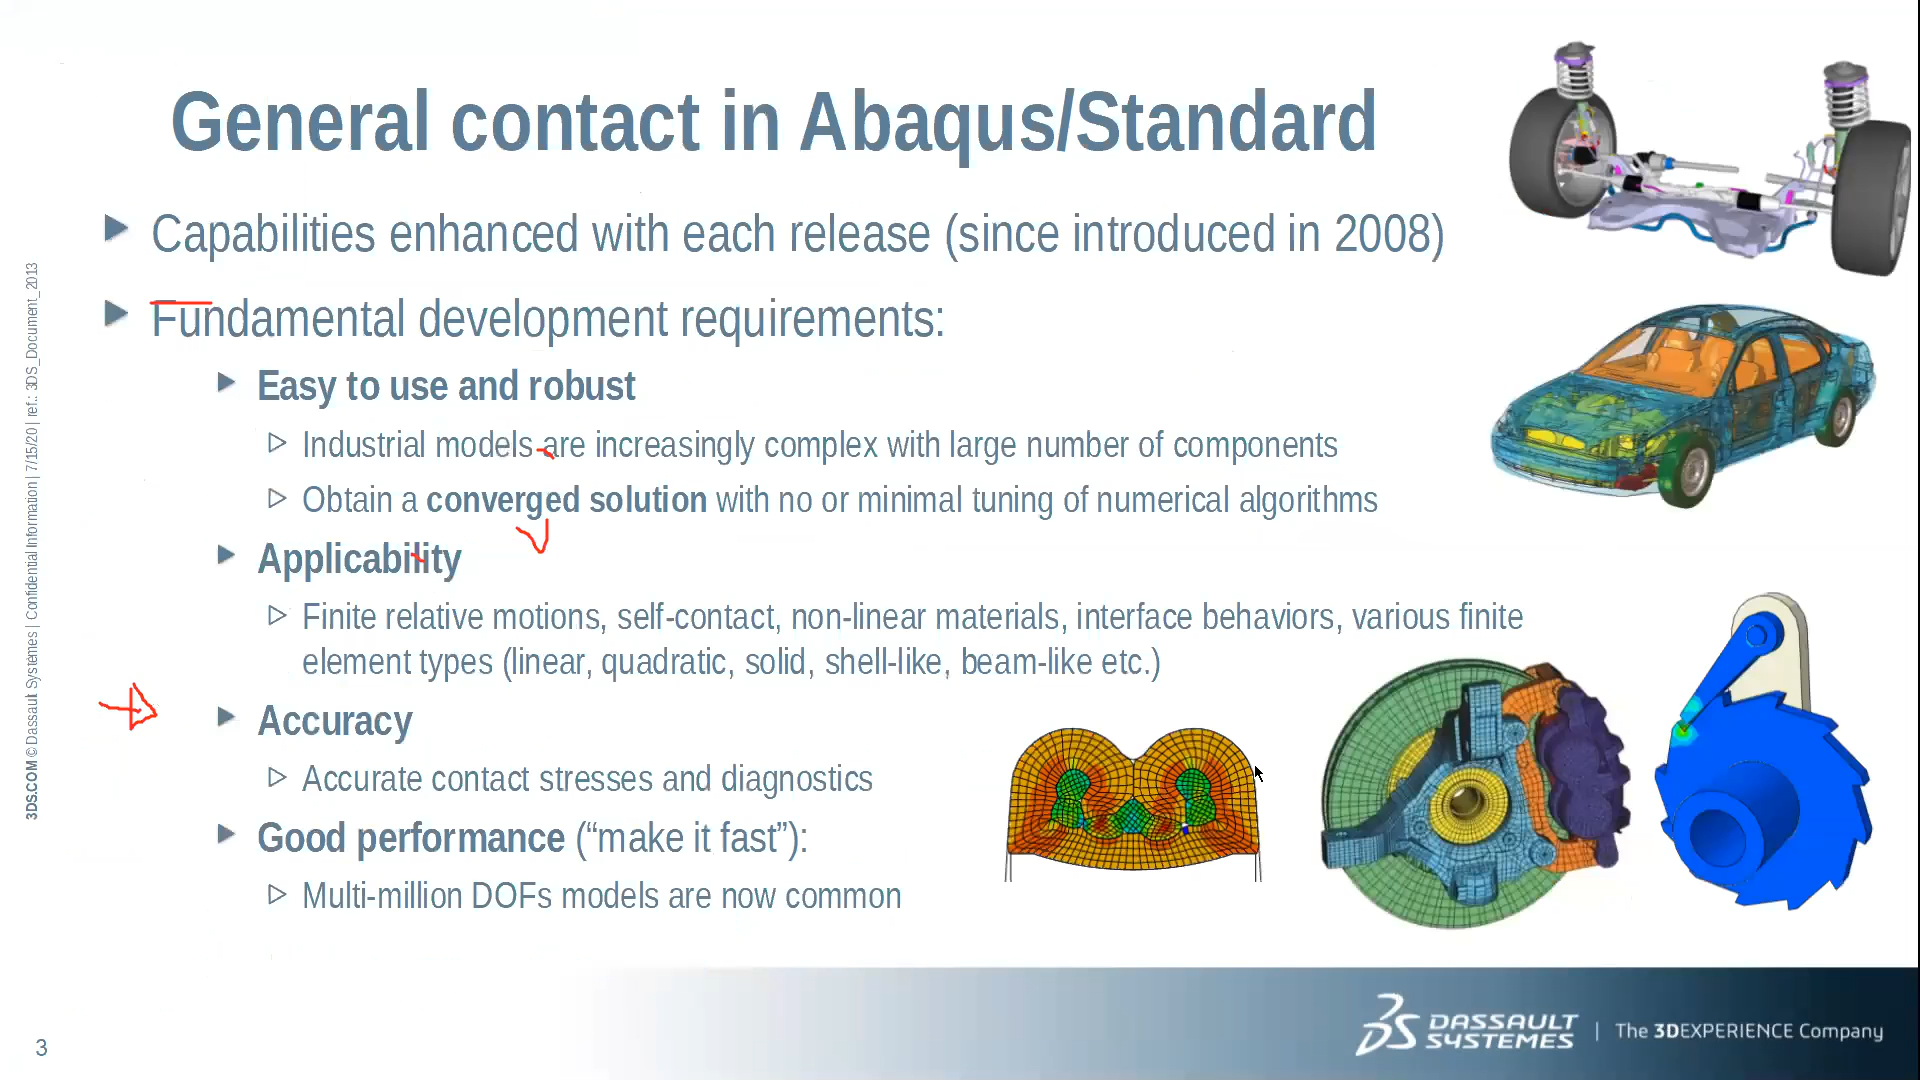 General contact in Abaqus/Standard
Capabilities enhanced with each release (since introduced in 2008)
Fundamental development requirements:
Easy to use and robust
Industrial models are increasingly complex with large number of components
Obtain a converged solution with no or minimal tuning of numerical algorithms
Applicability
Finite relative motions, self-contact, non-linear materials, interface behaviors, various finite
element types (linear, quadratic, solid, shell-like, beam-like etc.)
Accuracy
Accurate contact stresses and diagnostics
Good performance (“make it fast”):
Multi-million DOFs models are now common
3DS.COM © Dassault Systèmes | Confidential Information | 7/15/20 | ref.: 3DS_Document_2013
3
DASSAULT
SYSTEMES
The 3DEXPERIENCE Company